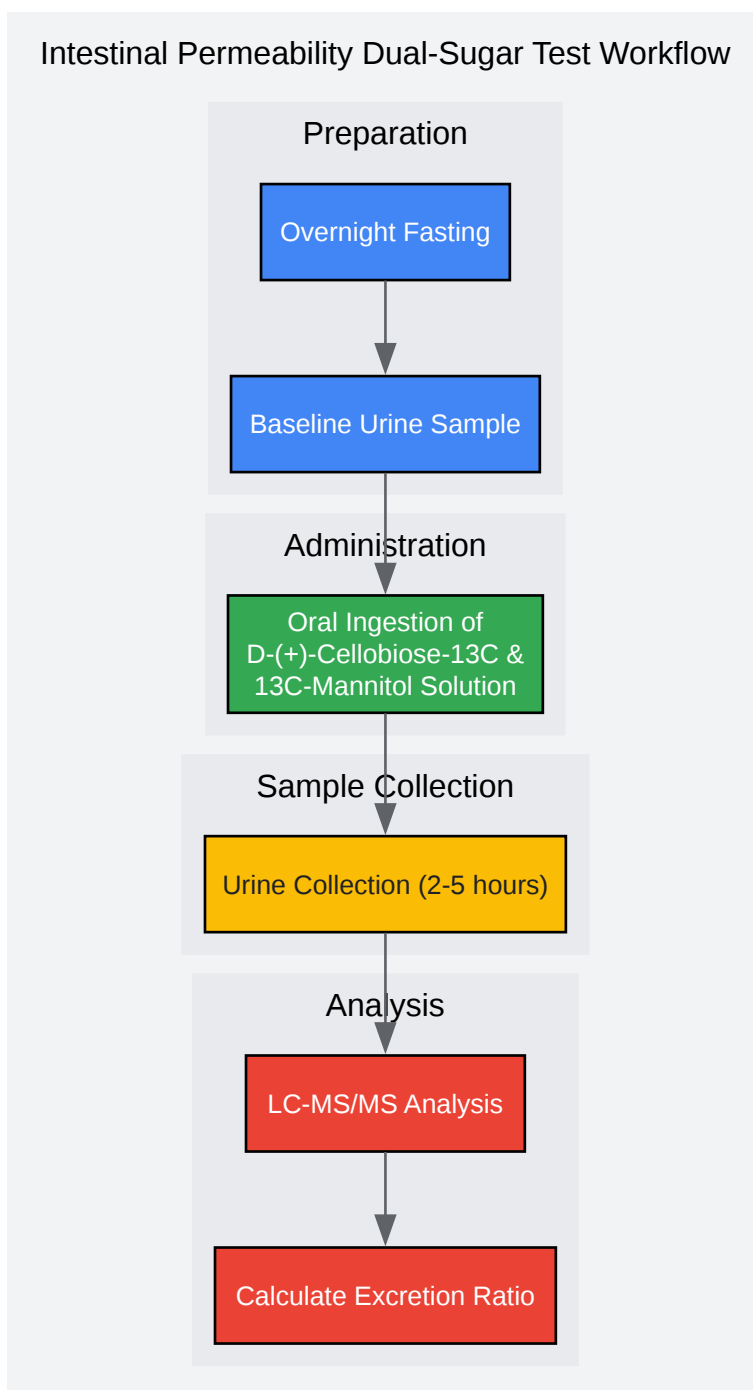 Intestinal Permeability Dual-Sugar Test Workflow
Preparation
Overnight Fasting
Baseline Urine Sample
Administration
Oral Ingestion of
D-(+)-Cellobiose-13C &
13C-Mannitol Solution
Sample Collection
Urine Collection (2-5 hours)
Analysis
LC-MS/MS Analysis
Calculate Excretion Ratio